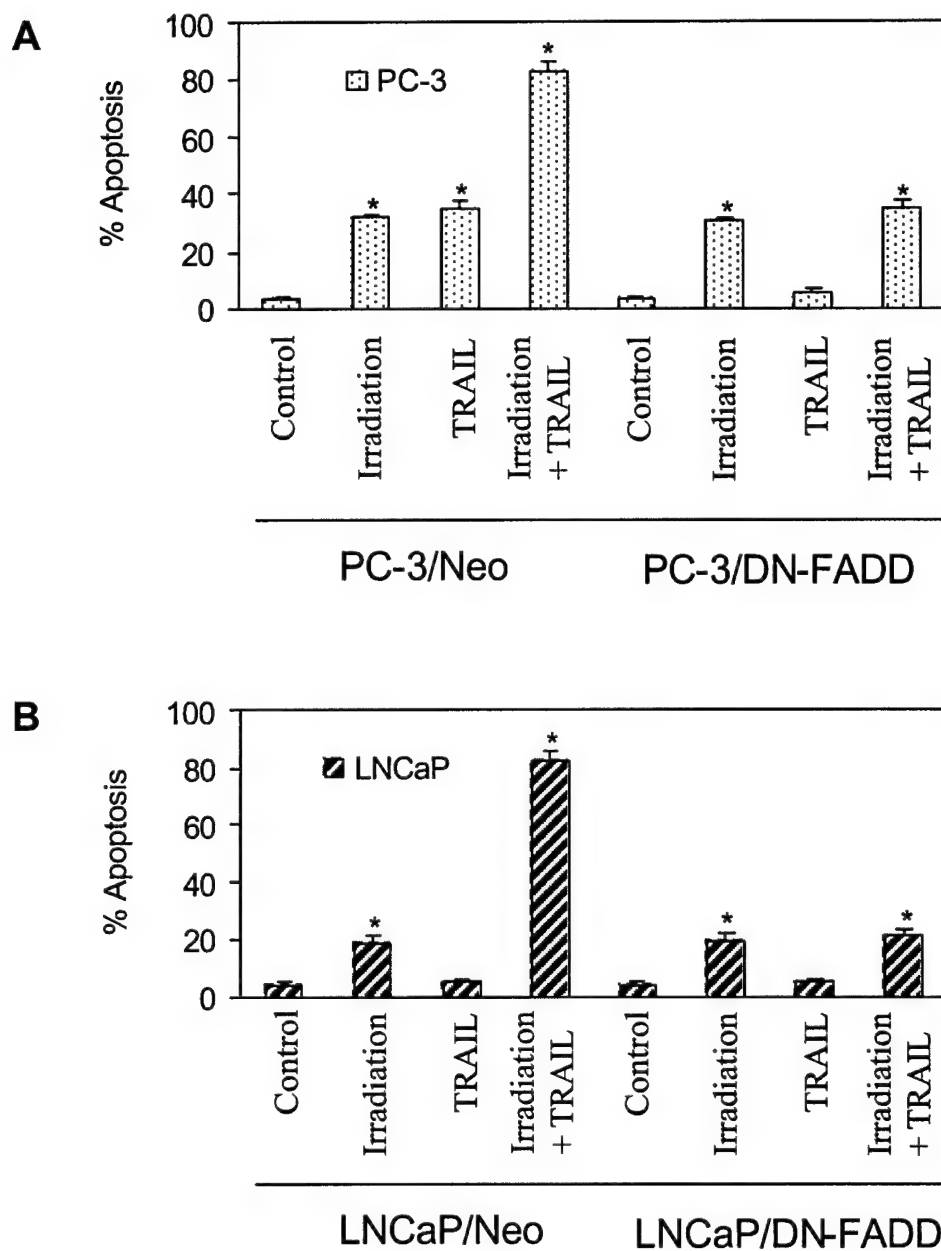 A
100
80
60
40
20
0
% Apoptosis
PC-3
*
*
*
*
*
Control
Irradiation
TRAIL
Irradiation
+ TRAIL
Control
Irradiation
TRAIL
Irradiation
+ TRAIL
PC-3/Neo
PC-3/DN-FADD
B
100
80
60
40
20
0
% Apoptosis
LNCaP
*
*
*
*
Control
Irradiation
TRAIL
Irradiation
+ TRAIL
Control
Irradiation
TRAIL
Irradiation
+ TRAIL
LNCaP/Neo
LNCaP/DN-FADD